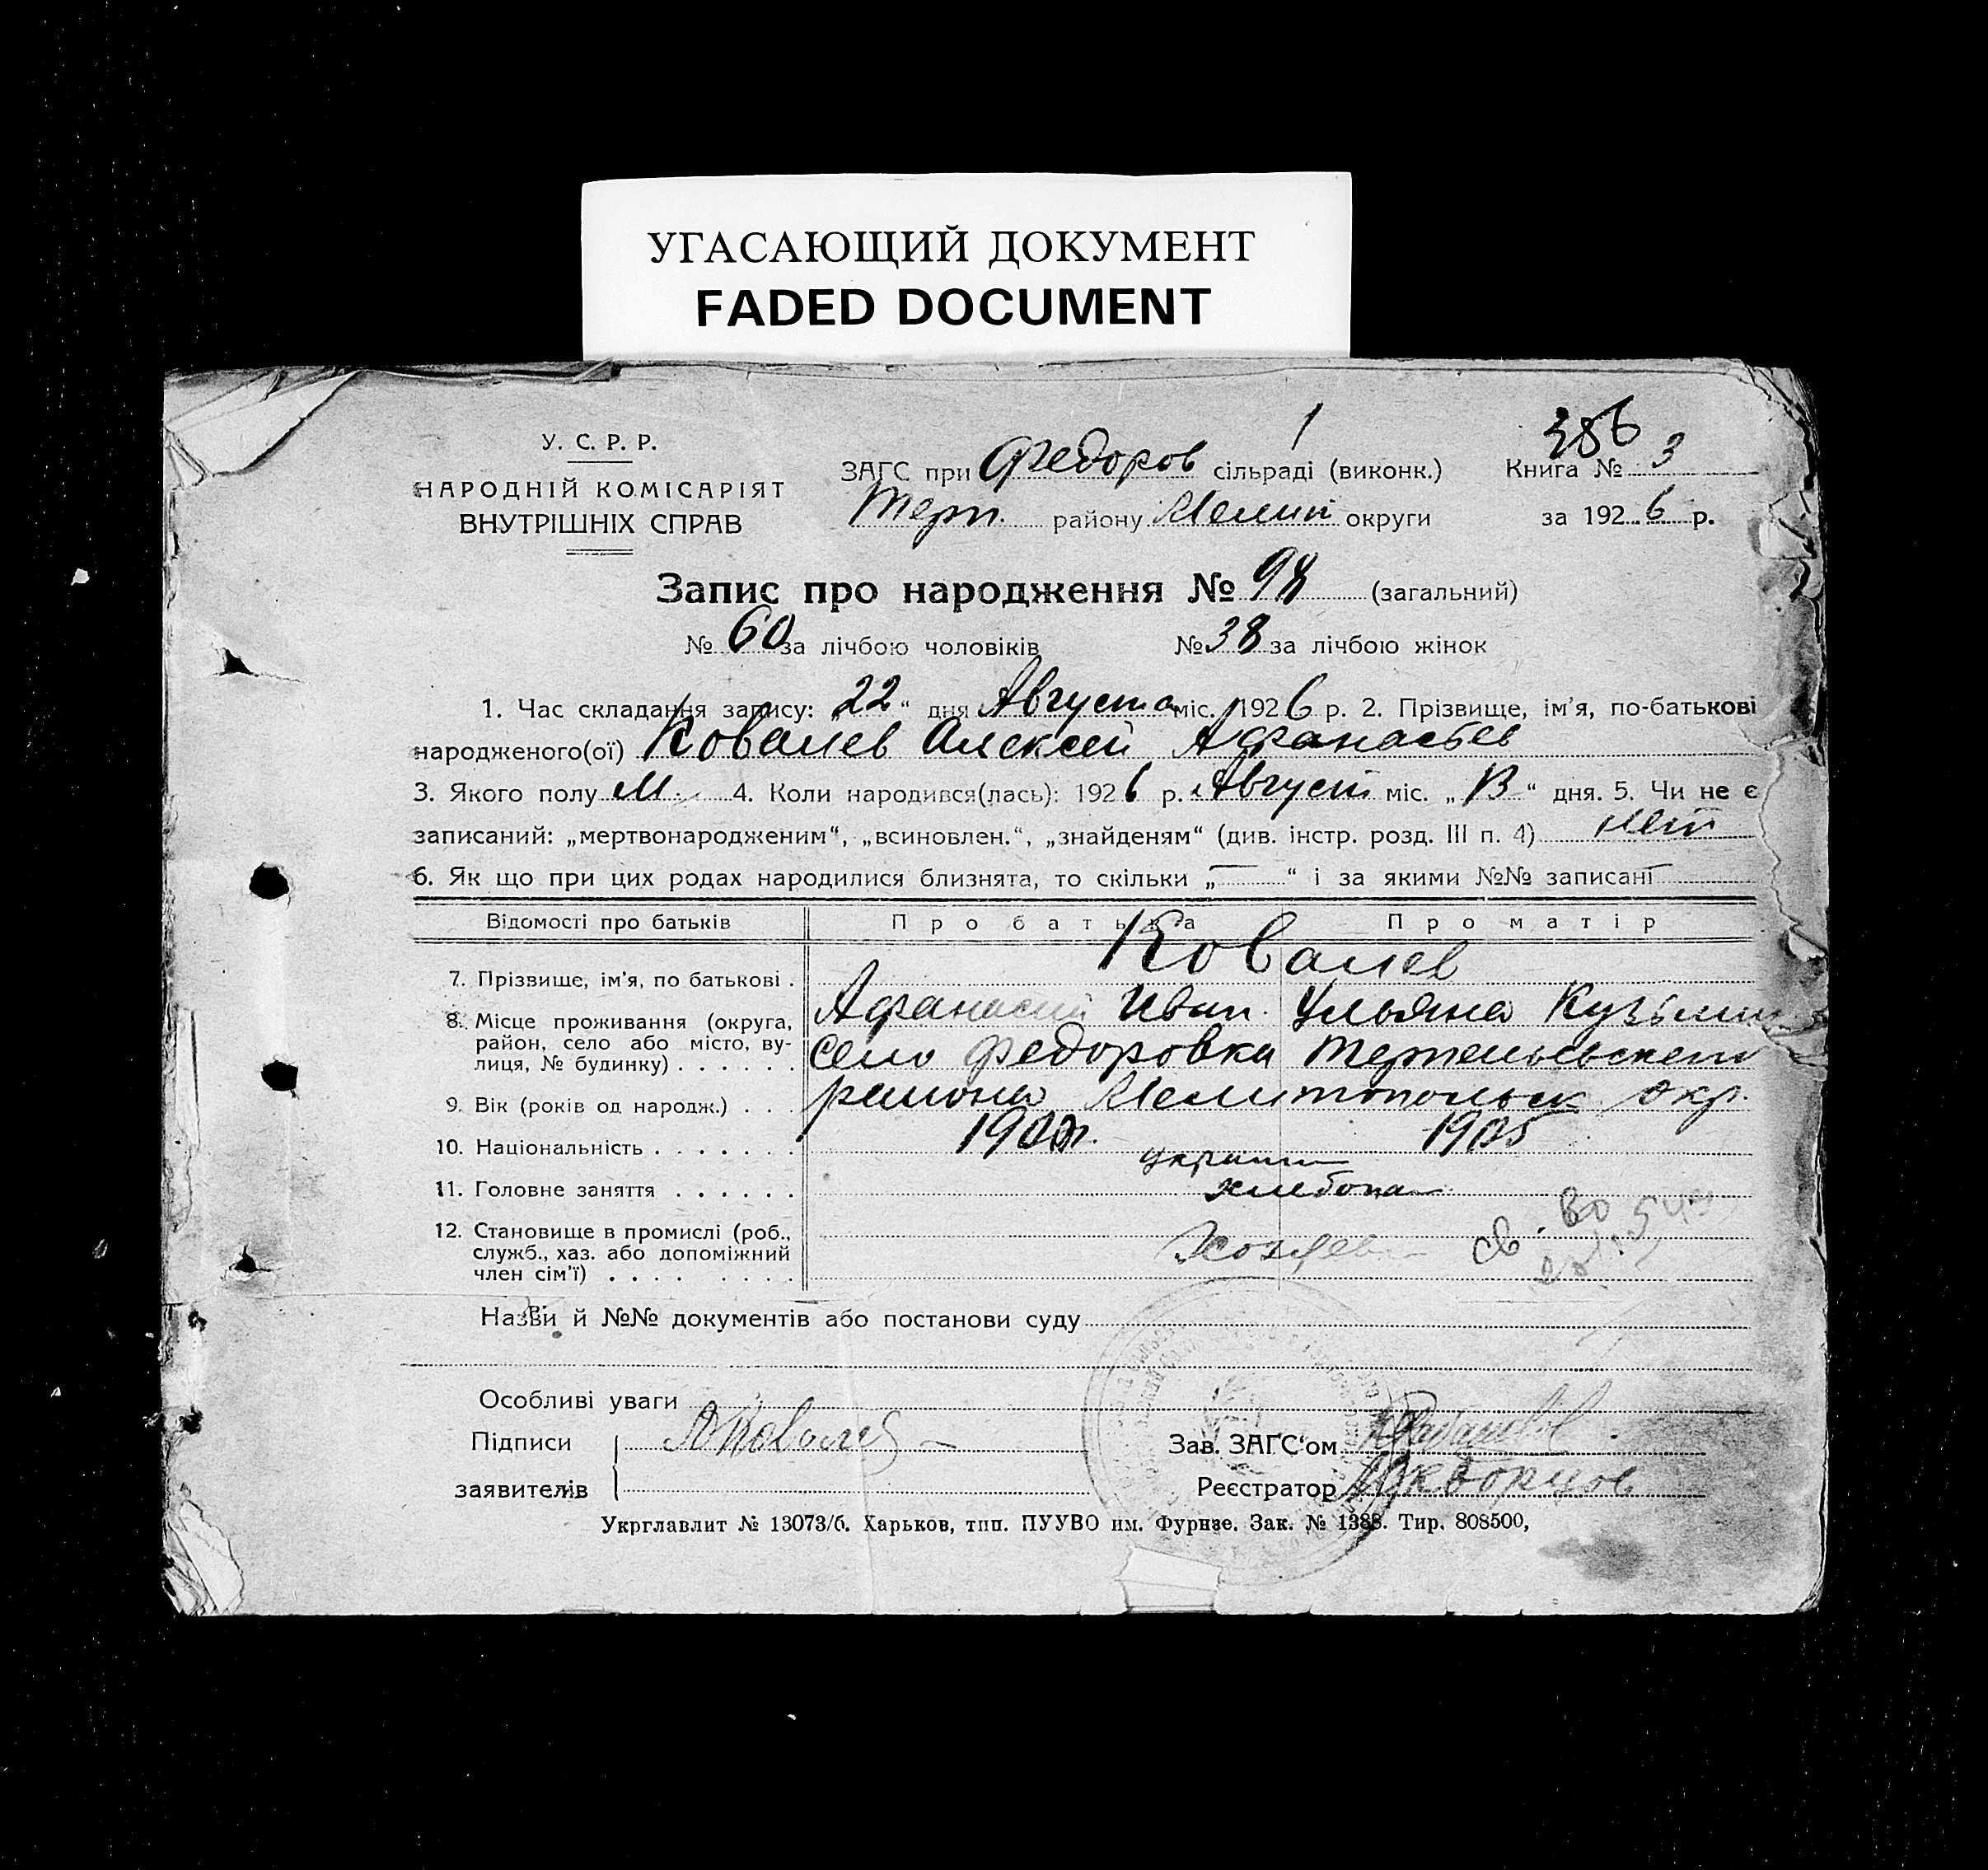 УГАСАЮЩИЙ ДОКУМЕНТ
FADED DOCUMENT
1
386
У. С. Р. Р.
НАРОДНІЙ КОМІСАРІЯТ
ВНУТРІШНІХ СПРАВ
ЗАГС при Федоров сільраді (виконк.) Книга № 3
Терп. району Мелит округи за 1926 р.
Запис про народження № 98 (загальний)
№ 60 за лічбою чоловіків № 38 за лічбою жінок
1. Час складання запису: „22“ дня Августа міс. 1926 р. 2. Прізвище, ім'я, по-батькові
народженого(ої) Ковалев Алексей Афанасьев
3. Якого полу М. 4. Коли народився(лась): 1926 р. Август міс. „13“ дня. 5. Чи не є
записаний: „мертвонародженим“, „всиновлен.“, „знайденям“ (див. інстр. розд. III п. 4) нет
6. Як що при цих родах народилися близнята, то скільки „—“ і за якими №№ записані —
Відомості про батьків Про батька Про матір
7. Прізвище, ім'я, по батькові . Ковалев
Афанасий Иван. Ульяна Кузьмин
8. Місце проживання (округа,
район, село або місто, ву-
лиця, № будинку) . . . . . .
село Федоровка Терпеньевского
района Мелитопольск окр.
9. Вік (років од народж.) . . .
1905
10. Національність . . . . . . .
украин
11. Головне заняття . . . . . .
хлебопа
12. Становище в промислі (роб.,
служб., хаз. або допоміжний
член сім'ї) . . . . . . . .
Хозяев
св. во
Назви й №№ документів або постанови суду
Особливі уваги
Підписи
заявителів
АКовалев
Зав. ЗАГС'ом
Реєстратор
Укрглавлит № 13073/б. Харьков, тип. ПУУВО им. Фрунзе. Зак. № 1388. Тир. 808500,